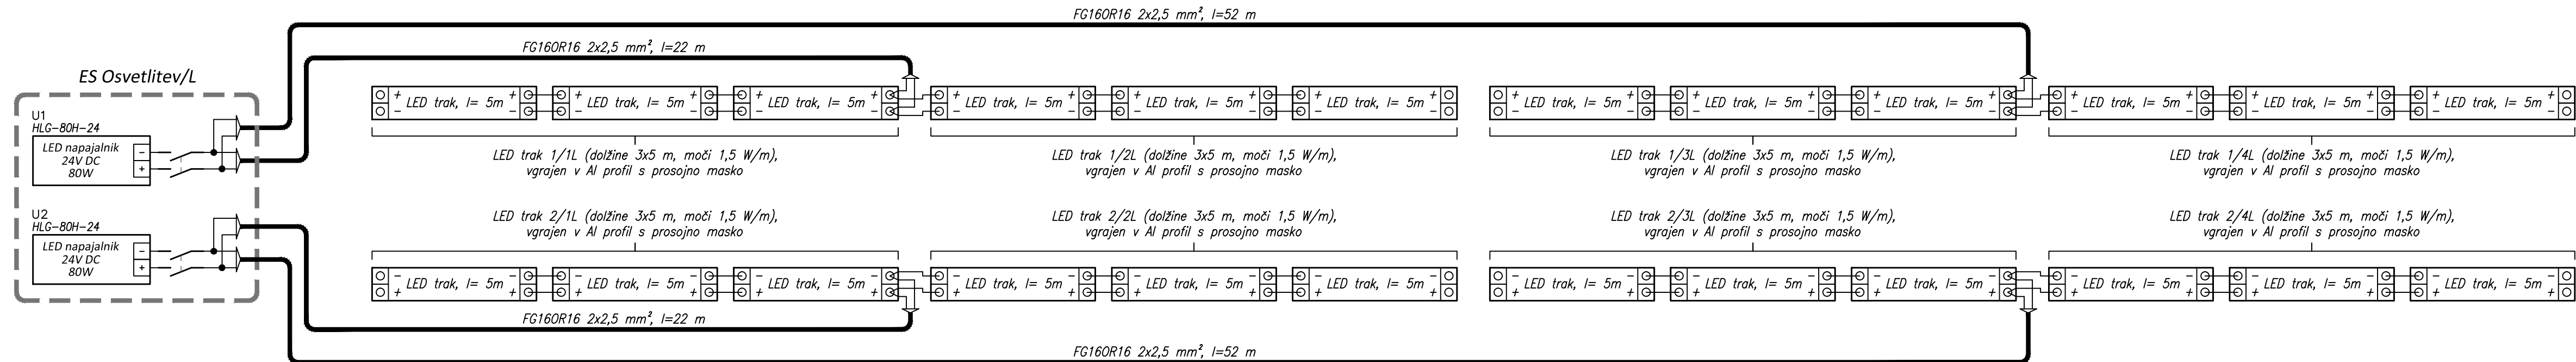 FG16OR16 2x2,5 mm², l=52 m
FG16OR16 2x2,5 mm², l=22 m
ES Osvetlitev/L
+ LED trak, l= 5m +
- -
+ LED trak, l= 5m +
- -
+ LED trak, l= 5m +
- -
+ LED trak, l= 5m +
- -
+ LED trak, l= 5m +
- -
+ LED trak, l= 5m +
- -
+ LED trak, l= 5m +
- -
+ LED trak, l= 5m +
- -
+ LED trak, l= 5m +
- -
+ LED trak, l= 5m +
- -
+ LED trak, l= 5m +
- -
+ LED trak, l= 5m +
- -
U1
HLG-80H-24
LED napajalnik
24V DC
80W
-
+
LED trak 1/1L (dolžine 3x5 m, moči 1,5 W/m),
vgrajen v Al profil s prosojno masko
LED trak 1/2L (dolžine 3x5 m, moči 1,5 W/m),
vgrajen v Al profil s prosojno masko
LED trak 1/3L (dolžine 3x5 m, moči 1,5 W/m),
vgrajen v Al profil s prosojno masko
LED trak 1/4L (dolžine 3x5 m, moči 1,5 W/m),
vgrajen v Al profil s prosojno masko
U2
HLG-80H-24
LED napajalnik
24V DC
80W
-
+
LED trak 2/1L (dolžine 3x5 m, moči 1,5 W/m),
vgrajen v Al profil s prosojno masko
LED trak 2/2L (dolžine 3x5 m, moči 1,5 W/m),
vgrajen v Al profil s prosojno masko
LED trak 2/3L (dolžine 3x5 m, moči 1,5 W/m),
vgrajen v Al profil s prosojno masko
LED trak 2/4L (dolžine 3x5 m, moči 1,5 W/m),
vgrajen v Al profil s prosojno masko
- LED trak, l= 5m -
+ +
- LED trak, l= 5m -
+ +
- LED trak, l= 5m -
+ +
- LED trak, l= 5m -
+ +
- LED trak, l= 5m -
+ +
- LED trak, l= 5m -
+ +
- LED trak, l= 5m -
+ +
- LED trak, l= 5m -
+ +
- LED trak, l= 5m -
+ +
- LED trak, l= 5m -
+ +
- LED trak, l= 5m -
+ +
- LED trak, l= 5m -
+ +
FG16OR16 2x2,5 mm², l=22 m
FG16OR16 2x2,5 mm², l=52 m